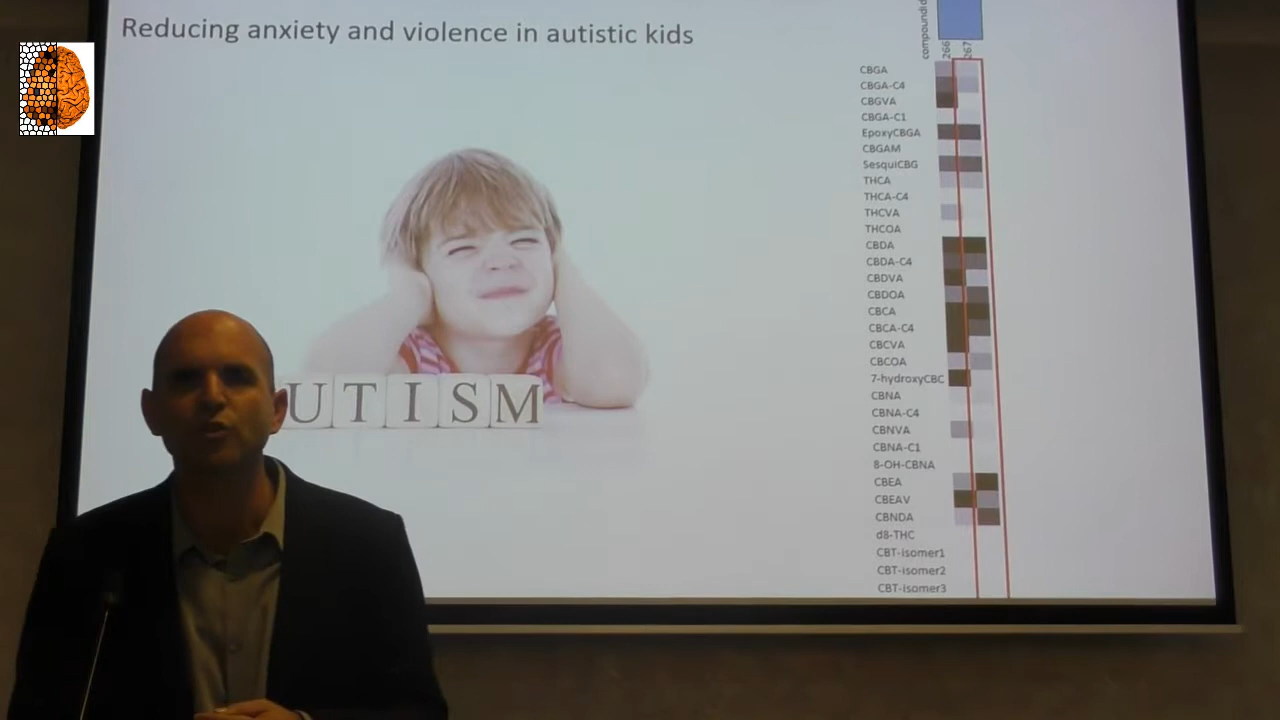 Reducing anxiety and violence in autistic kids
UTISM
compoundid
266
267
CBGA
CBGA-C4
CBGVA
CBGA-C1
EpoxyCBGA
CBGAM
SesquiCBG
THCA
THCA-C4
THCVA
THCOA
CBDA
CBDA-C4
CBDVA
CBDOA
CBCA
CBCA-C4
CBCVA
CBCOA
7-hydroxyCBC
CBNA
CBNA-C4
CBNVA
CBNA-C1
8-OH-CBNA
CBEA
CBEAV
CBNDA
d8-THC
CBT-isomer1
CBT-isomer2
CBT-isomer3